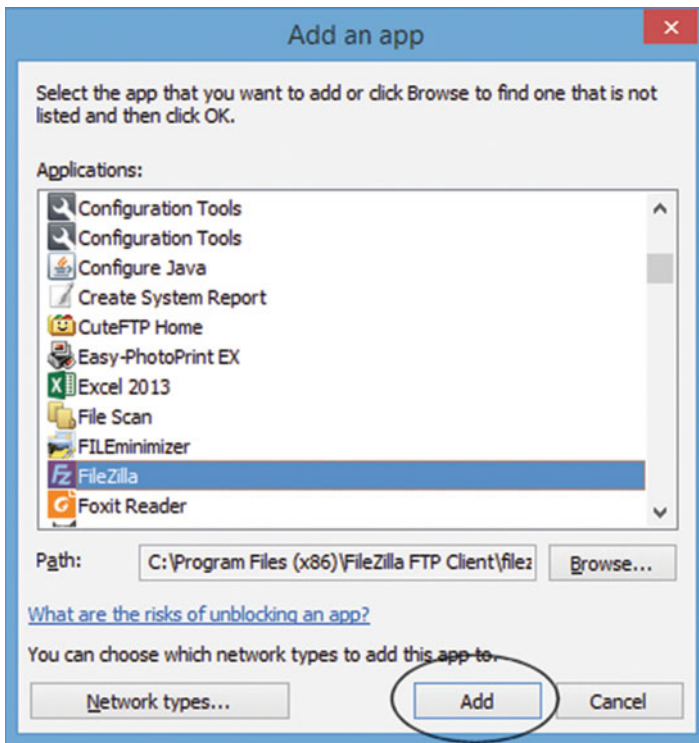 Add an app
Select the app that you want to add or click Browse to find one that is not
listed and then click OK.
Applications:
Configuration Tools
Configuration Tools
Configure Java
Create System Report
CuteFTP Home
Easy-PhotoPrint EX
Excel 2013
File Scan
FILEminimizer
FileZilla
Foxit Reader
Path: C:\Program Files (x86)\FileZilla FTP Client\filez Browse...
What are the risks of unblocking an app?
You can choose which network types to add this app to.
Network types... Add Cancel